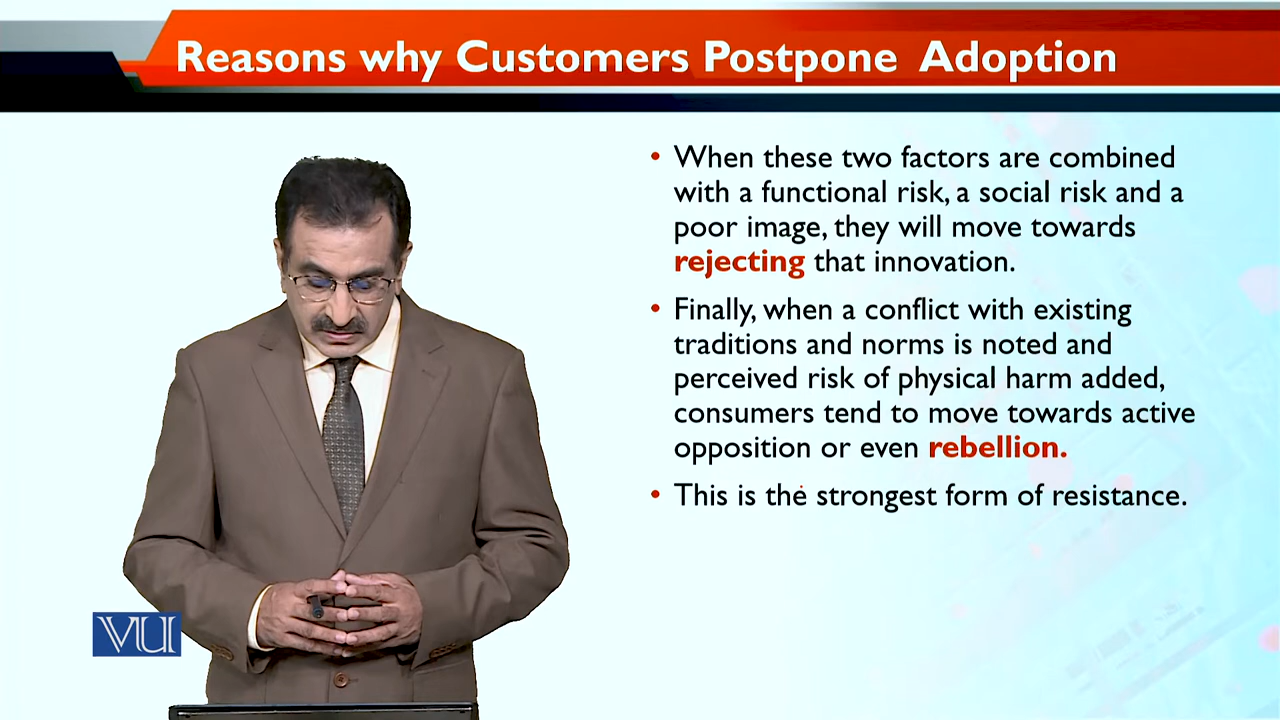 Reasons why Customers Postpone Adoption
• When these two factors are combined
with a functional risk, a social risk and a
poor image, they will move towards
rejecting that innovation.
• Finally, when a conflict with existing
traditions and norms is noted and
perceived risk of physical harm added,
consumers tend to move towards active
opposition or even rebellion.
• This is the strongest form of resistance.
VU